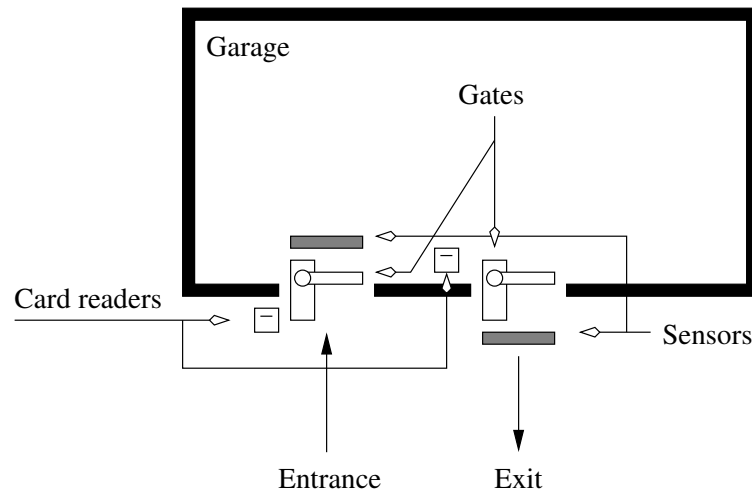 Garage
Gates
Card readers
Sensors
Entrance
Exit